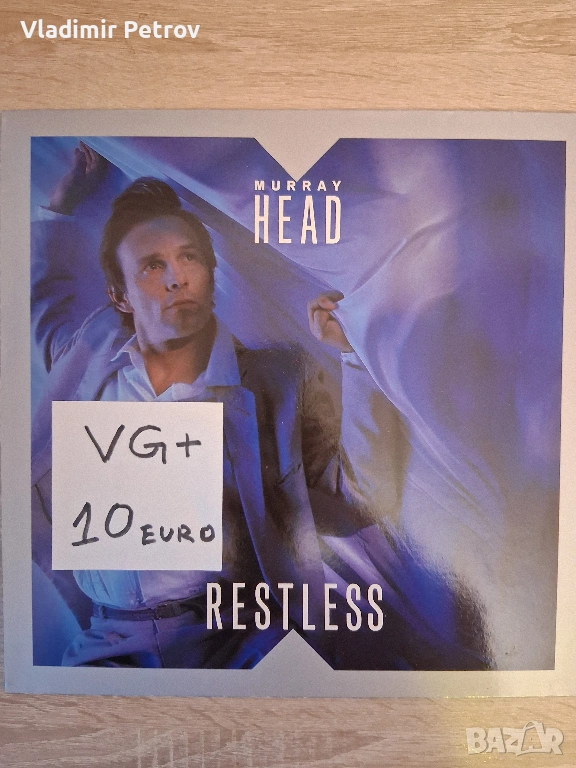 Vladimir Petrov
MURRAY
HEAD
VG+
10 EURO
RESTLESS
BAZAR